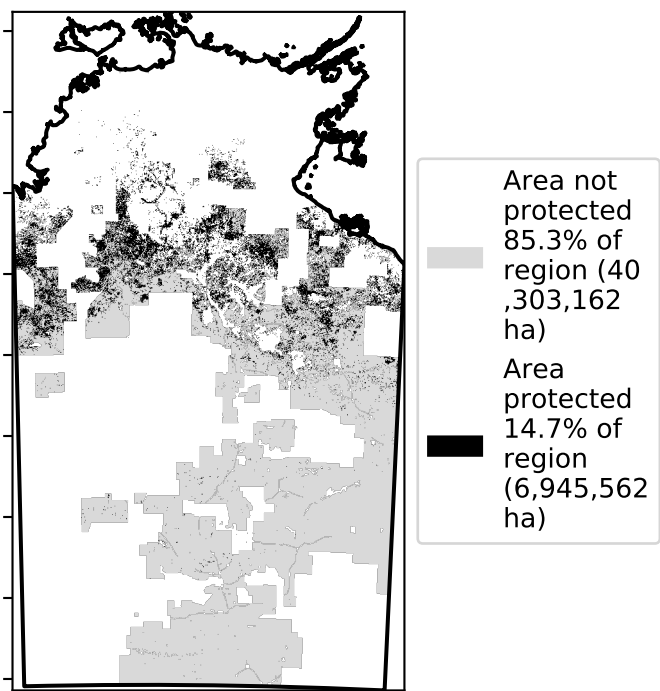 Area not
protected
85.3% of
region (40
,303,162
ha)
Area
protected
14.7% of
region
(6,945,562
ha)